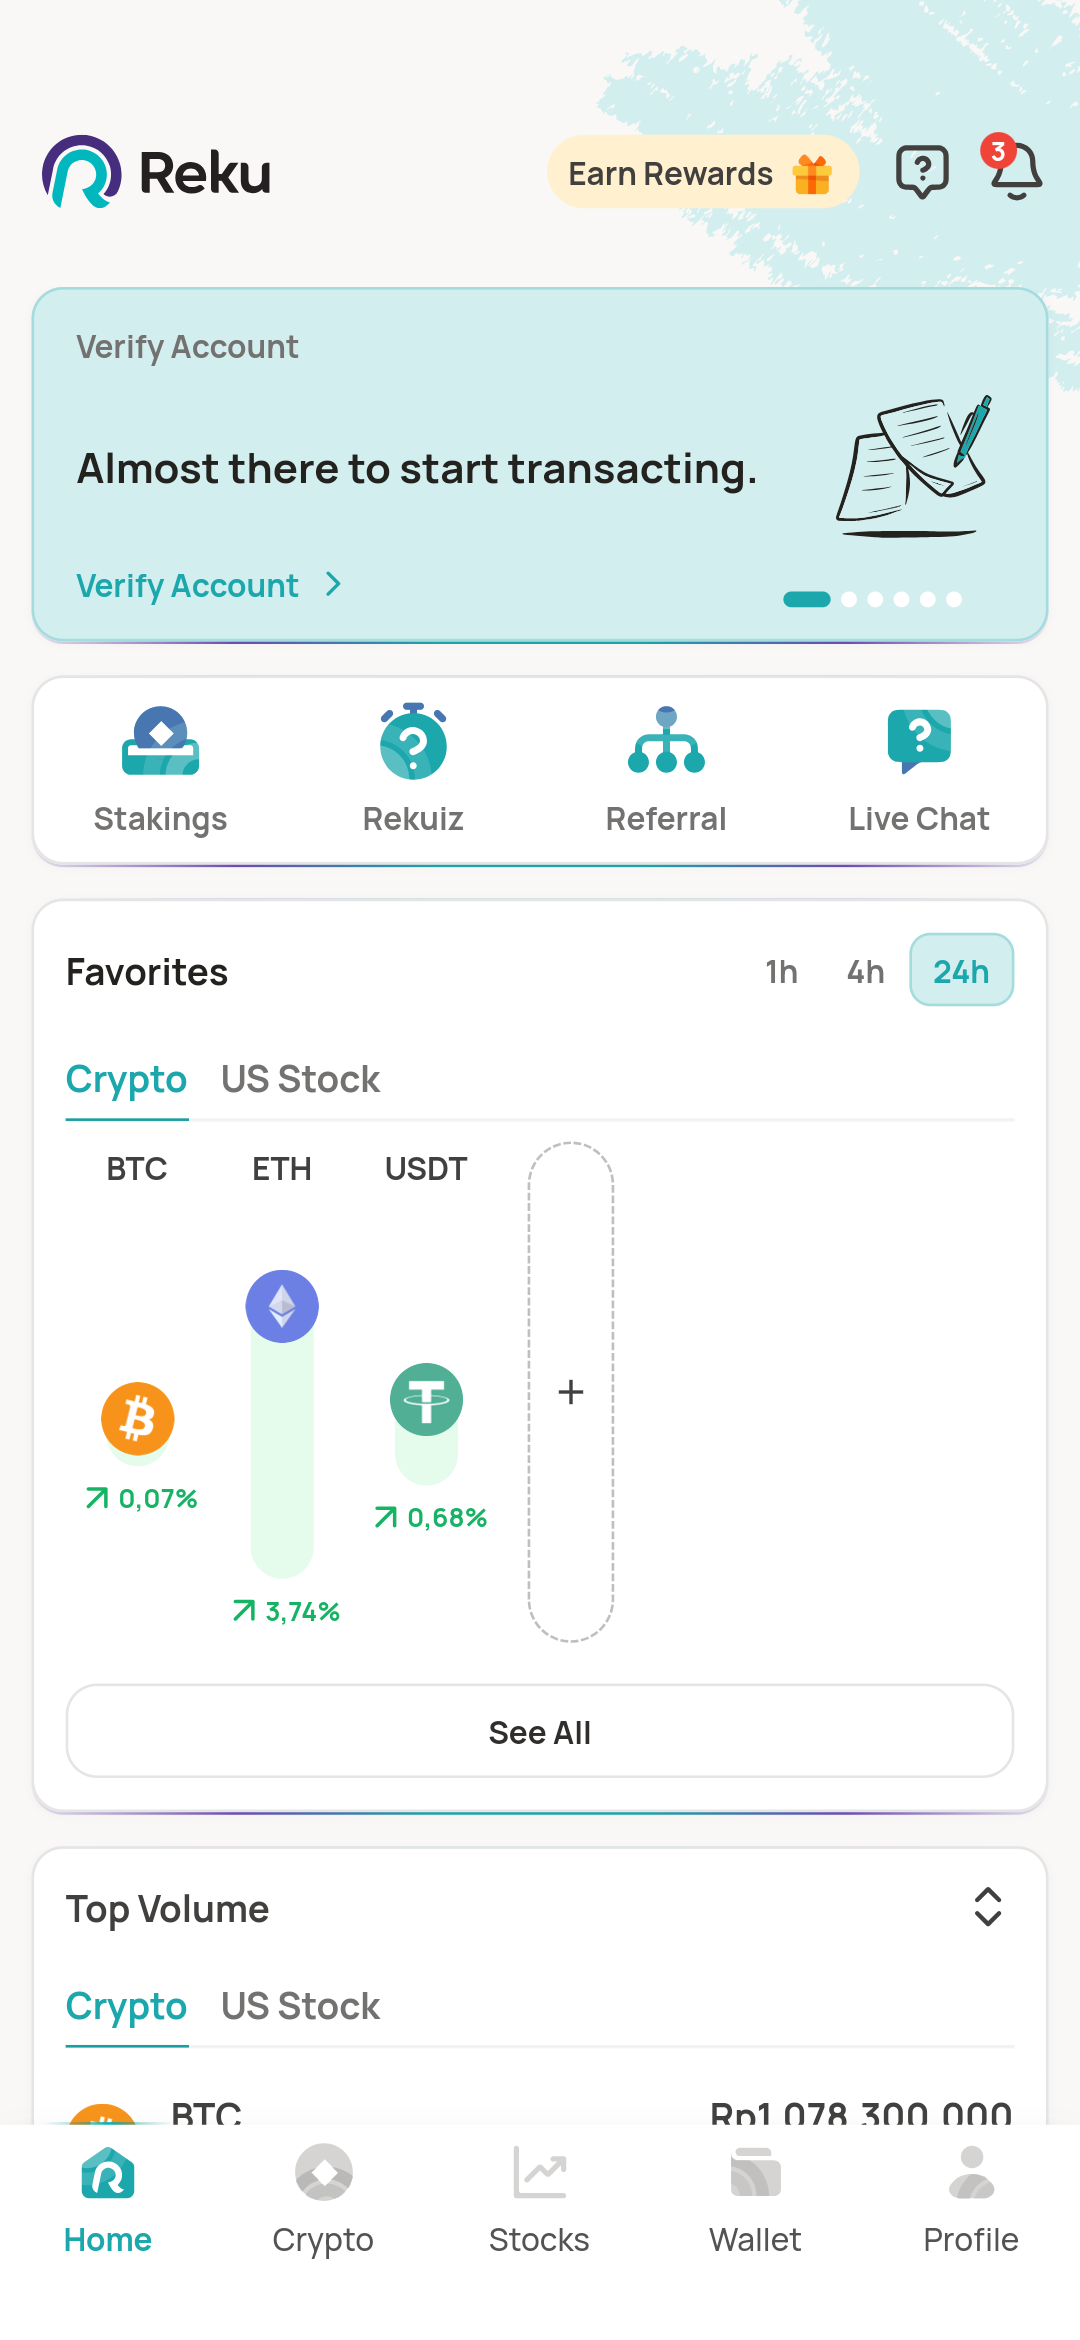 Reku
Earn Rewards
3
Verify Account
Almost there to start transacting.
Verify Account
Stakings Rekuiz Referral Live Chat
Favorites 1h 4h 24h
Crypto US Stock
BTC ETH USDT
0,07%
0,68%
3,74%
See All
Top Volume
Crypto US Stock
BTC Rp1.078.300.000
Home Crypto Stocks Wallet Profile